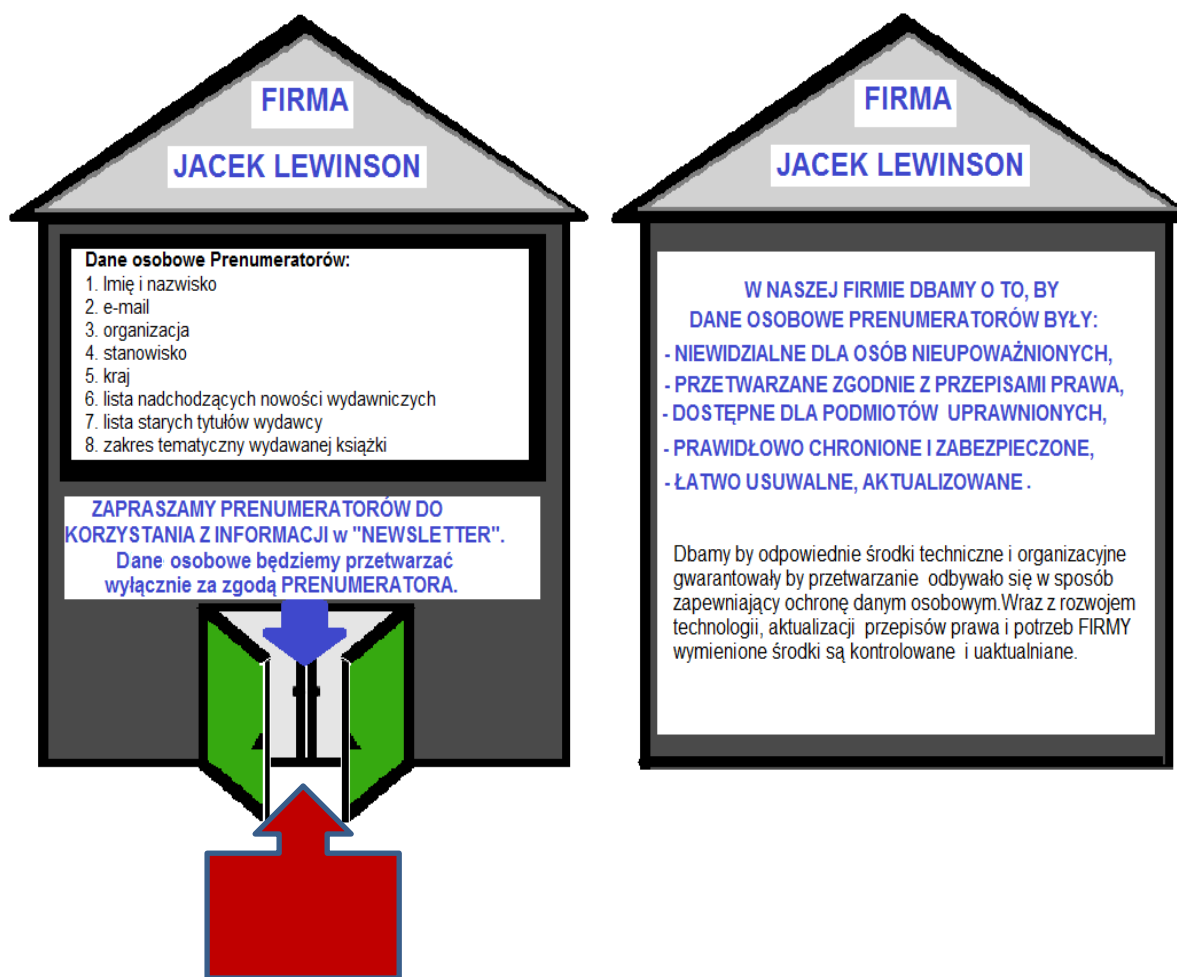 FIRMA
JACEK LEWINSON
Dane osobowe Prenumeratorów:
1. Imię i nazwisko
2. e-mail
3. organizacja
4. stanowisko
5. kraj
6. lista nadchodzących nowości wydawniczych
7. lista starych tytułów wydawcy
8. zakres tematyczny wydawanej książki
ZAPRASZAMY PRENUMERATORÓW DO
KORZYSTANIA Z INFORMACJI w "NEWSLETTER".
Dane osobowe będziemy przetwarzać
wyłącznie za zgodą PRENUMERATORA.
FIRMA
JACEK LEWINSON
W NASZEJ FIRMIE DBAMY O TO, BY
DANE OSOBOWE PRENUMERATORÓW BYŁY:
- NIEWIDZIALNE DLA OSÓB NIEUPOWAŻNIONYCH,
- PRZETWARZANE ZGODNIE Z PRZEPISAMI PRAWA,
- DOSTĘPNE DLA PODMIOTÓW UPRAWNIONYCH,
- PRAWIDŁOWO CHRONIONE I ZABEZPIECZONE,
- ŁATWO USUWALNE, AKTUALIZOWANE.
Dbamy by odpowiednie środki techniczne i organizacyjne
gwarantowały by przetwarzanie odbywało się w sposób
zapewniający ochronę danym osobowym.Wraz z rozwojem
technologii, aktualizacji przepisów prawa i potrzeb FIRMY
wymienione środki są kontrolowane i uaktualniane.